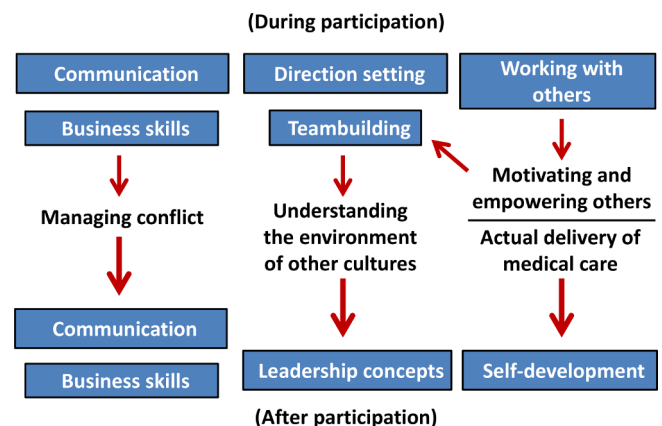 (During participation)
Communication
Direction setting
Working with
others
Business skills
Teambuilding
Managing conflict
Understanding
the environment
of other cultures
Motivating and
empowering others
Actual delivery of
medical care
Communication
Business skills
Leadership concepts
Self-development
(After participation)